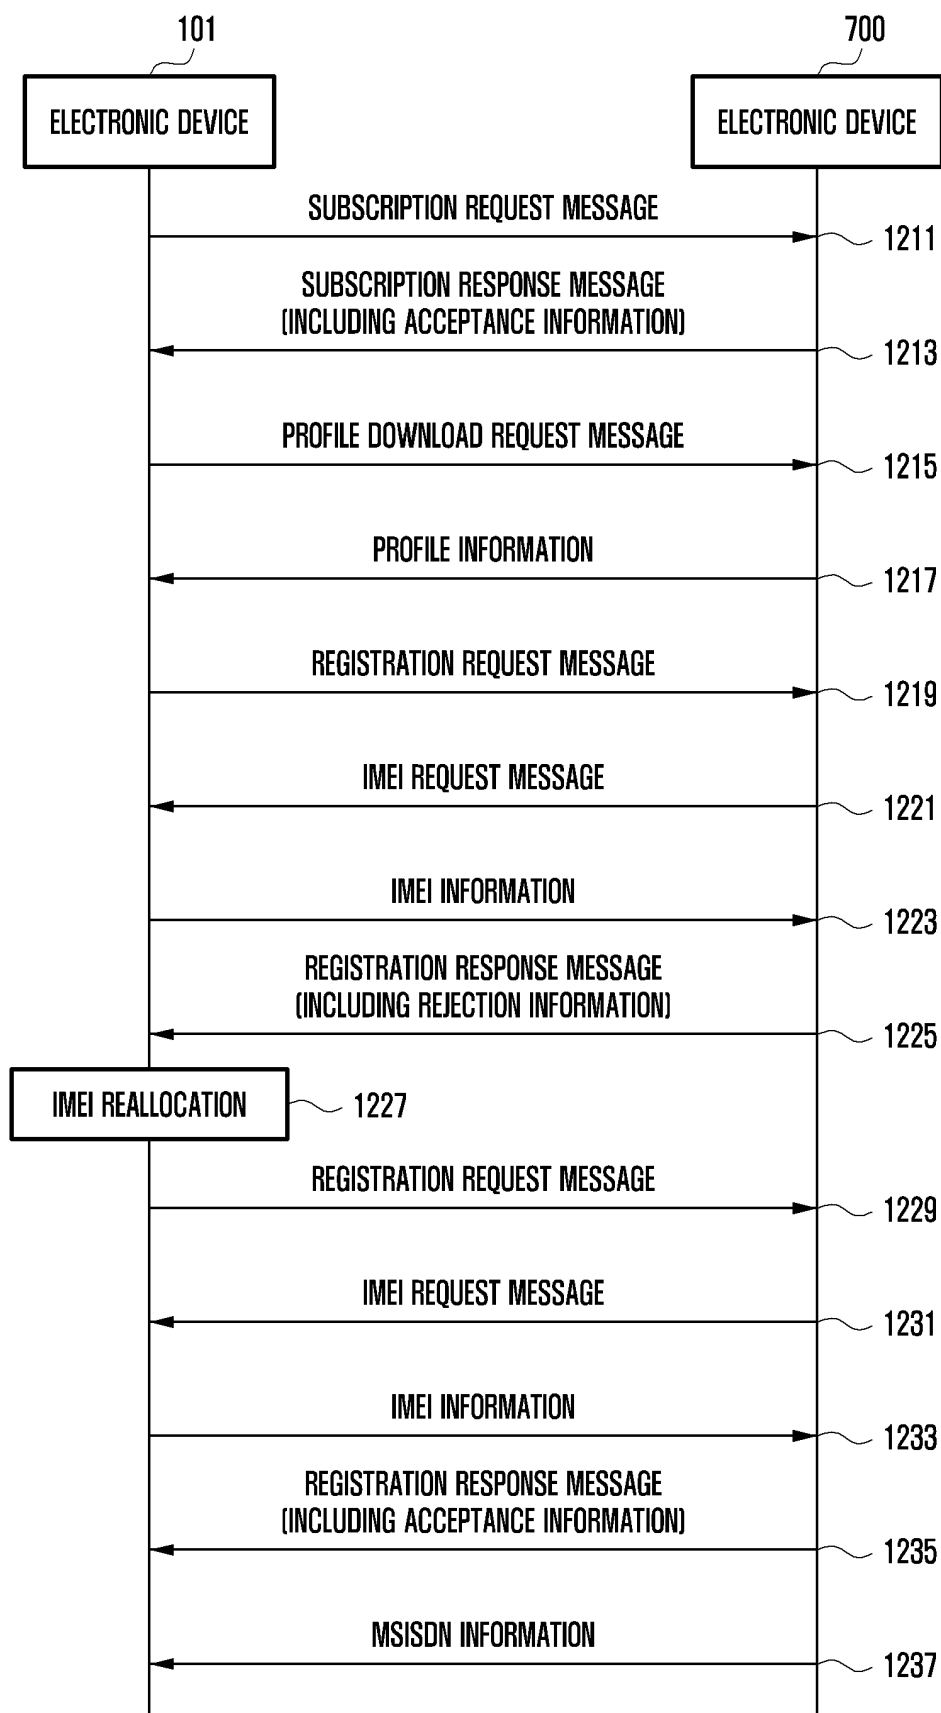 101
700
ELECTRONIC DEVICE
ELECTRONIC DEVICE
SUBSCRIPTION REQUEST MESSAGE
1211
SUBSCRIPTION RESPONSE MESSAGE
(INCLUDING ACCEPTANCE INFORMATION)
1213
PROFILE DOWNLOAD REQUEST MESSAGE
1215
PROFILE INFORMATION
1217
REGISTRATION REQUEST MESSAGE
1219
IMEI REQUEST MESSAGE
1221
IMEI INFORMATION
1223
REGISTRATION RESPONSE MESSAGE
(INCLUDING REJECTION INFORMATION)
1225
IMEI REALLOCATION
1227
REGISTRATION REQUEST MESSAGE
1229
IMEI REQUEST MESSAGE
1231
IMEI INFORMATION
1233
REGISTRATION RESPONSE MESSAGE
(INCLUDING ACCEPTANCE INFORMATION)
1235
MSISDN INFORMATION
1237